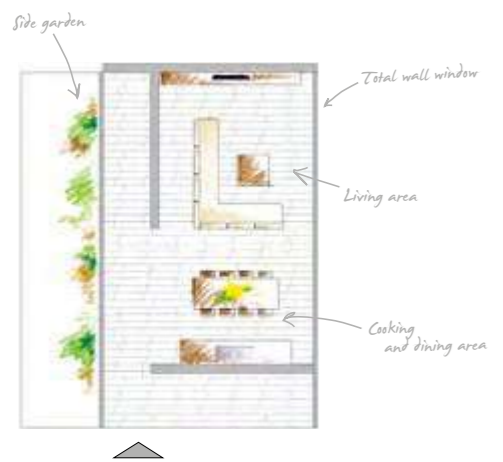 Side garden
Total wall window
Living area
Cooking
and dining area